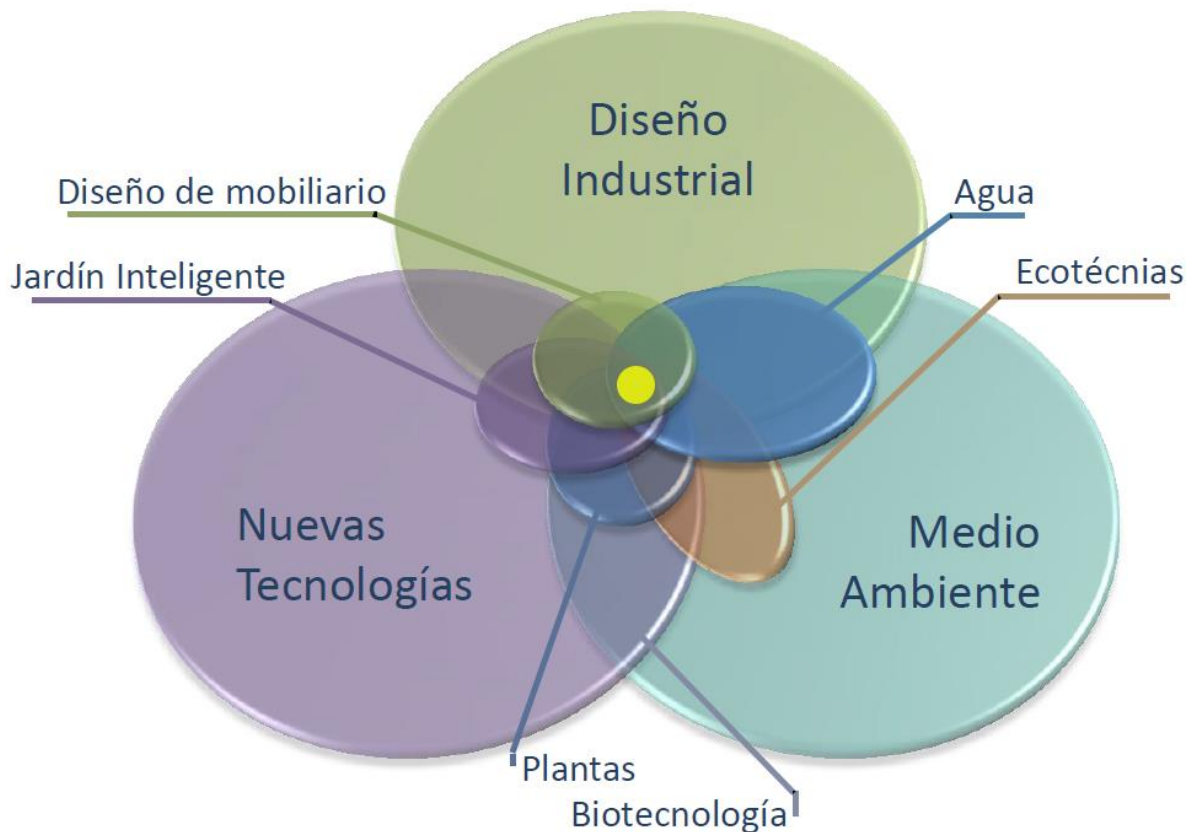 Diseño
Industrial
Diseño de mobiliario
Agua
Jardín Inteligente
Ecotécnias
Nuevas
Tecnologías
Medio
Ambiente
Plantas
Biotecnología